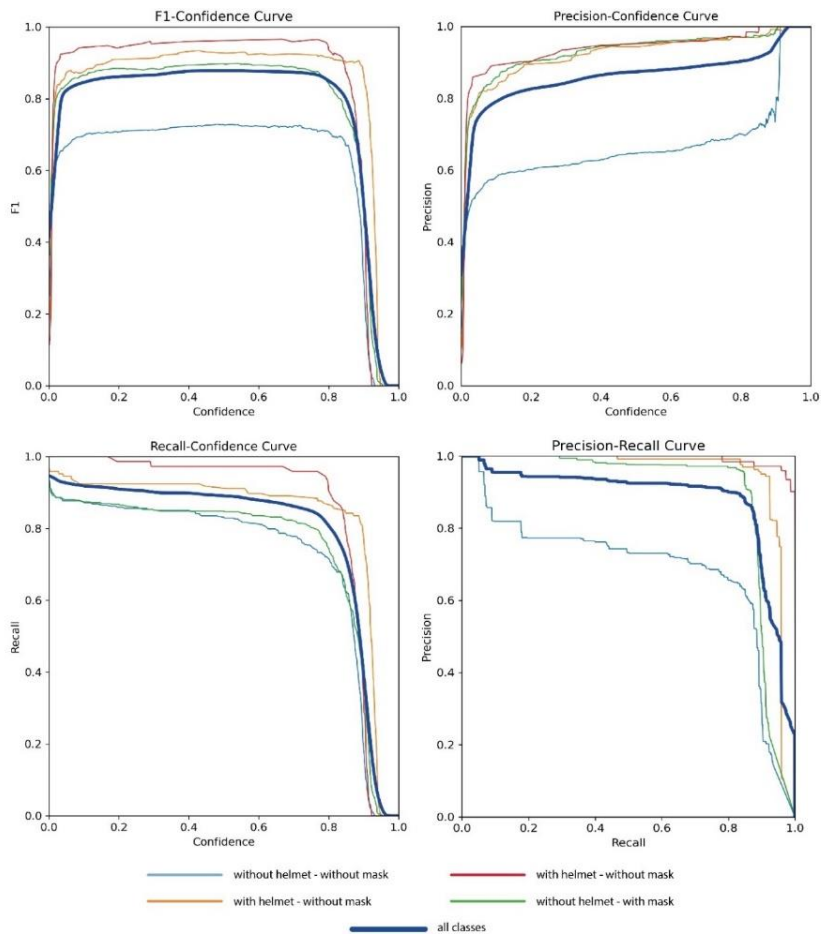 F1-Confidence Curve
1.0
0.8
0.6
0.4
0.2
0.0
F1
0.0 0.2 0.4 0.6 0.8 1.0
Confidence
Precision-Confidence Curve
1.0
0.8
0.6
0.4
0.2
0.0
Precision
0.0 0.2 0.4 0.6 0.8 1.0
Confidence
Recall-Confidence Curve
1.0
0.8
0.6
0.4
0.2
0.0
Recall
0.0 0.2 0.4 0.6 0.8 1.0
Confidence
Precision-Recall Curve
1.0
0.8
0.6
0.4
0.2
0.0
Precision
0.0 0.2 0.4 0.6 0.8 1.0
Recall
without helmet - without mask
with helmet - without mask
with helmet - without mask
without helmet - with mask
all classes